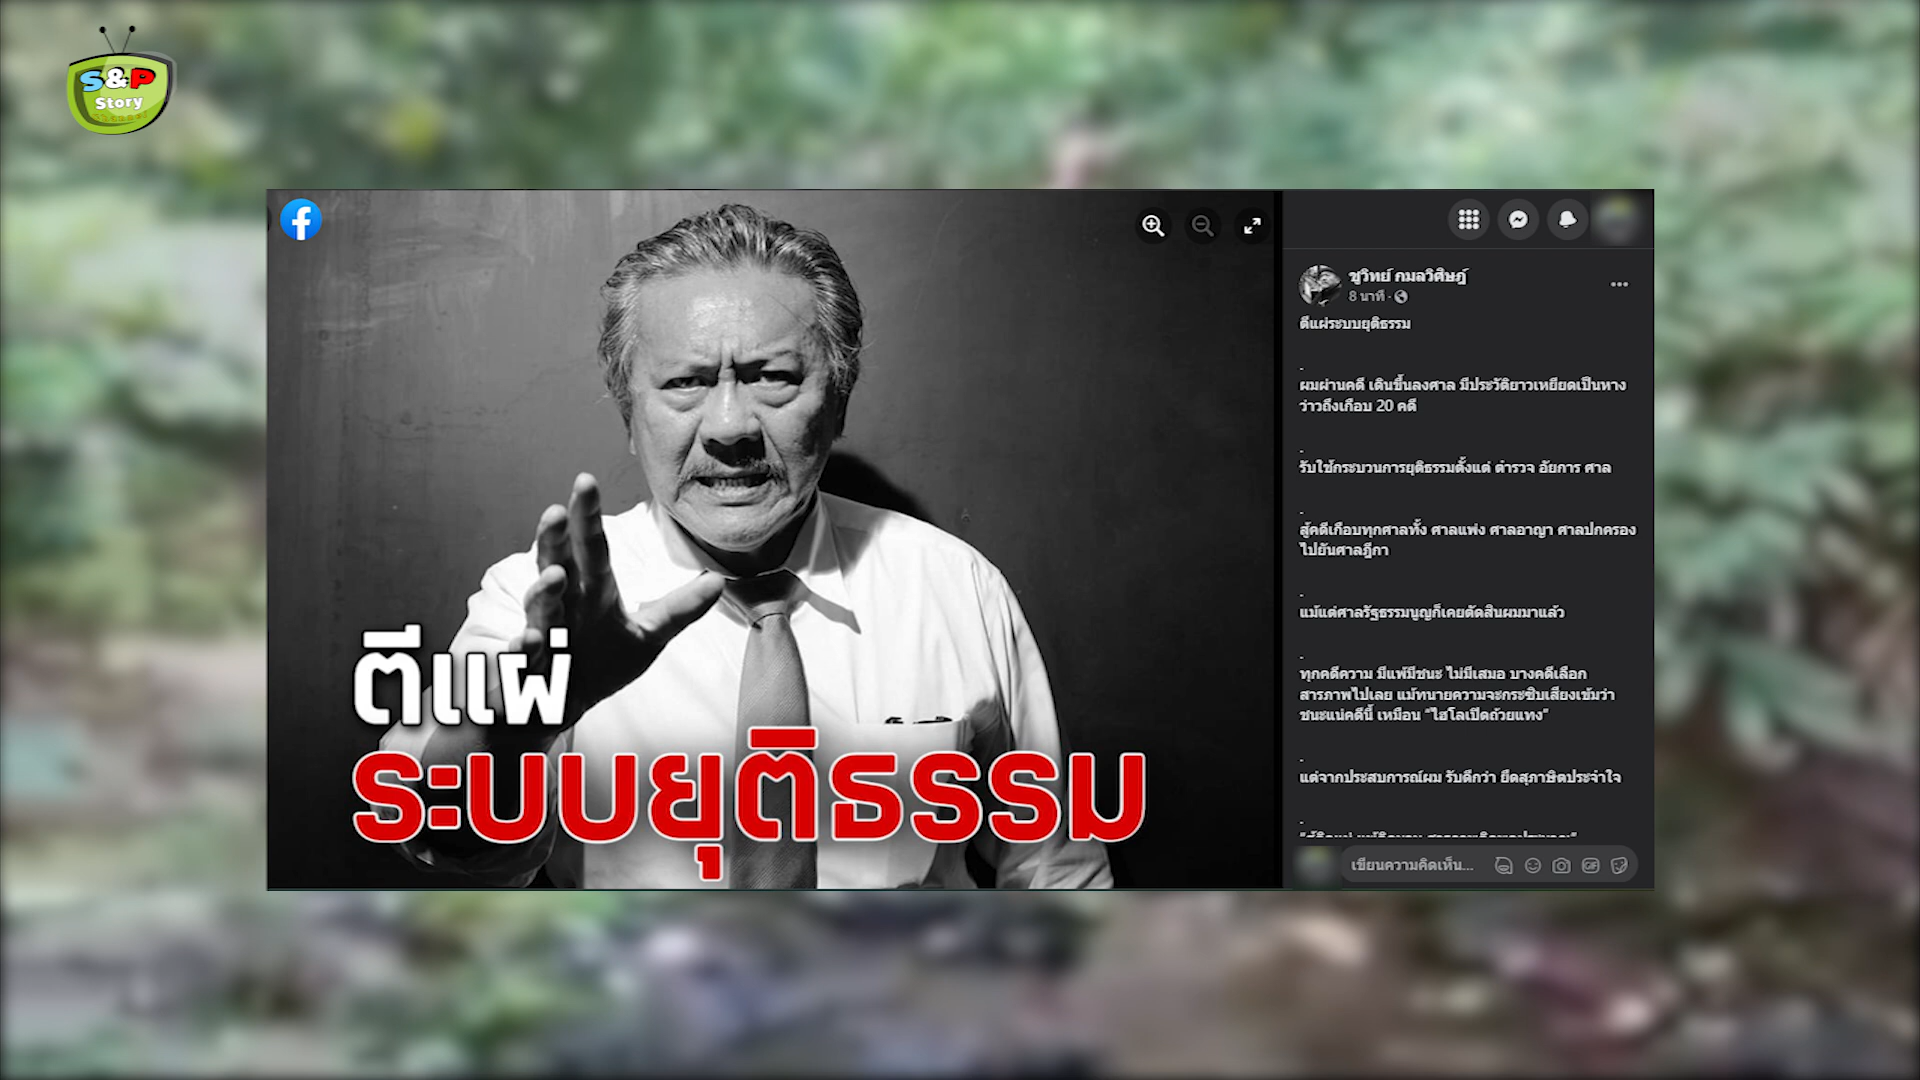 S&P
Story
ตีแผ่
ระบบยุติธรรม
ชูวิทย์ กมลวิศิษฎ์
8 นาที ·
ตีแผ่ระบบยุติธรรม
.
ผมผ่านคดี เดินขึ้นลงศาล มีประวัติยาวเหยียดเป็นหาง
ว่าวถึงเกือบ 20 คดี
.
รับใช้กระบวนการยุติธรรมตั้งแต่ ตำรวจ อัยการ ศาล
.
สู้คดีเกือบทุกศาลทั้ง ศาลแพ่ง ศาลอาญา ศาลปกครอง
ไปยันศาลฎีกา
.
แม้แต่ศาลรัฐธรรมนูญก็เคยตัดสินผมมาแล้ว
.
ทุกคดีความ มีแพ้มีชนะ ไม่มีเสมอ บางคดีเลือก
สารภาพไปเลย แม้ทนายความจะกระซิบเสียงเข้มว่า
ชนะแน่คดีนี้ เหมือน “ไฮโลเปิดถ้วยแทง”
.
แต่จากประสบการณ์ผม รับดีกว่า ยึดสุภาษิตประจำใจ
.
เขียนความคิดเห็น...
GIF